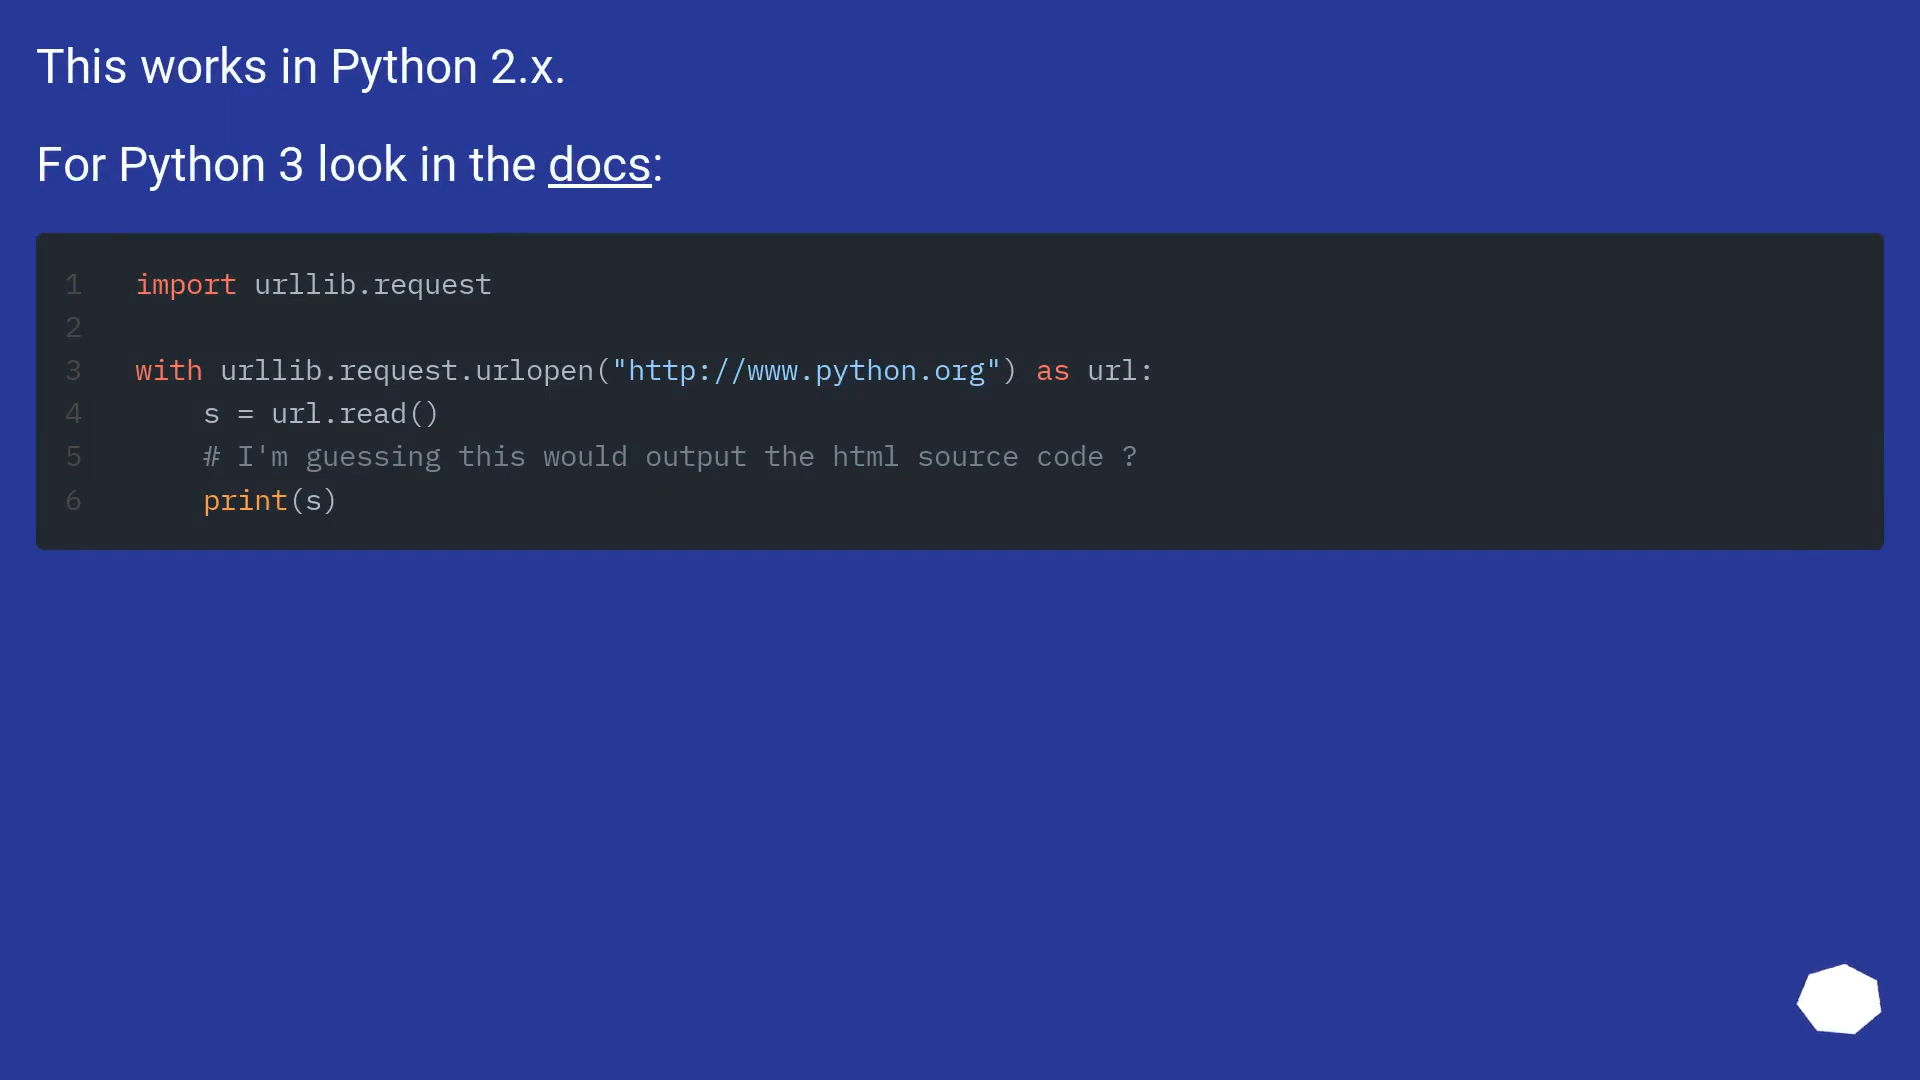 This works in Python 2.x.
For Python 3 look in the docs:
1 import urllib.request
2
3 with urllib.request.urlopen("http://www.python.org") as url:
4     s = url.read()
5     # I'm guessing this would output the html source code ?
6     print(s)